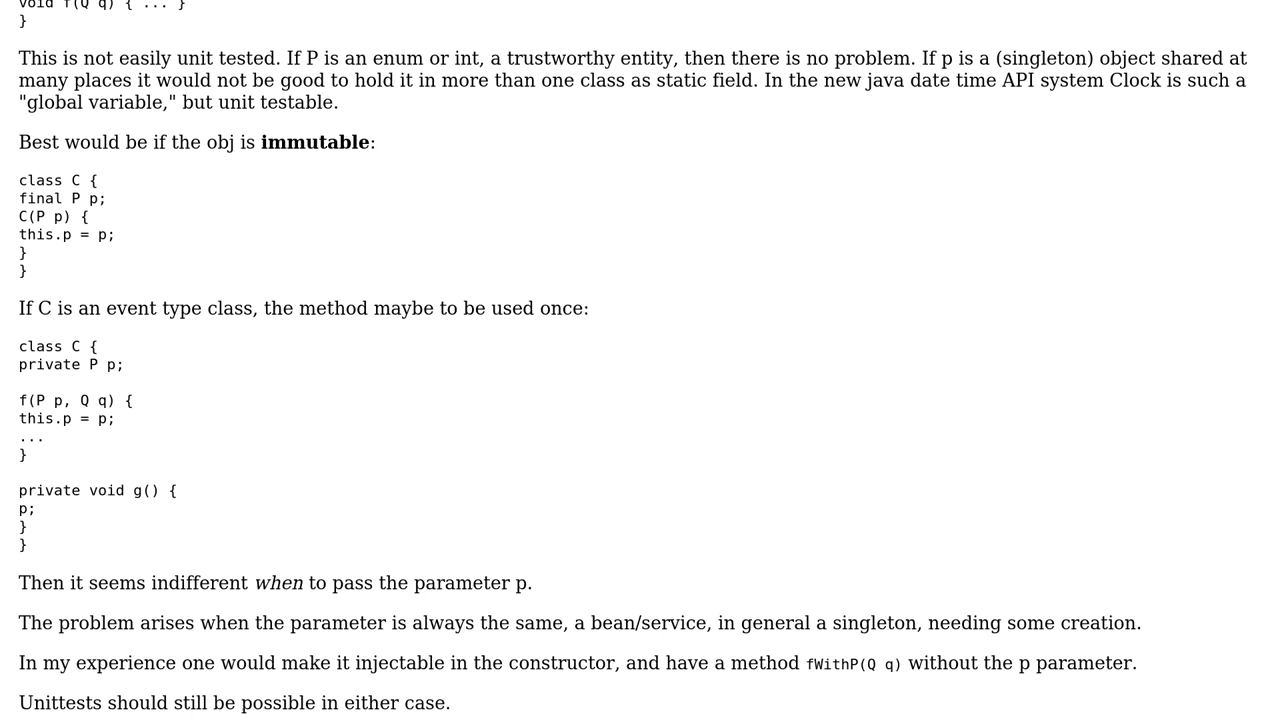 void f(Q q) { ... }
}
This is not easily unit tested. If P is an enum or int, a trustworthy entity, then there is no problem. If p is a (singleton) object shared at
many places it would not be good to hold it in more than one class as static field. In the new java date time API system Clock is such a
"global variable," but unit testable.
Best would be if the obj is immutable:
class C {
final P p;
C(P p) {
this.p = p;
}
}
If C is an event type class, the method maybe to be used once:
class C {
private P p;
f(P p, Q q) {
this.p = p;
...
}
private void g() {
p;
}
}
Then it seems indifferent when to pass the parameter p.
The problem arises when the parameter is always the same, a bean/service, in general a singleton, needing some creation.
In my experience one would make it injectable in the constructor, and have a method fWithP(Q q) without the p parameter.
Unittests should still be possible in either case.